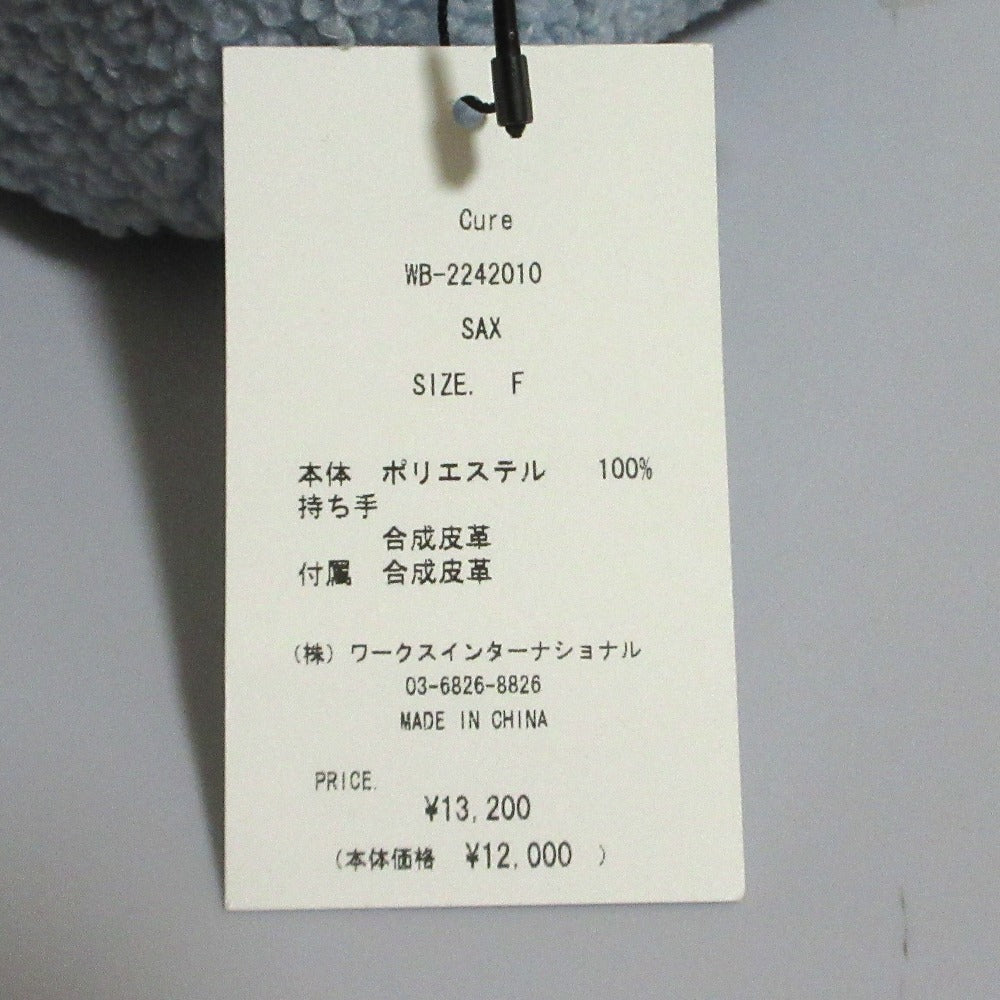 Cure
WB-2242010
SAX
SIZE. F
本体 ポリエステル 100%
持ち手
合成皮革
付属 合成皮革
(株) ワークスインターナショナル
03-6826-8826
MADE IN CHINA
PRICE.
¥13,200
(本体価格 ¥12,000 )